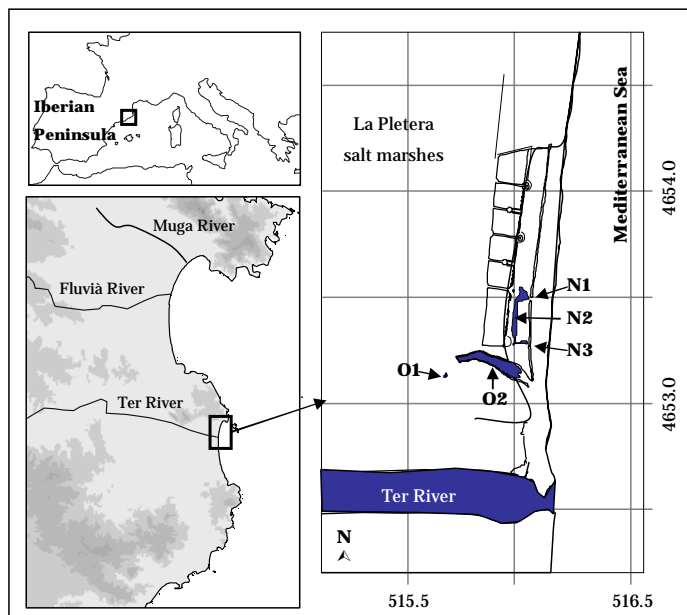 Iberian
Peninsula
Muga River
Fluvià River
Ter River
La Pletera
salt marshes
Mediterranean Sea
4654.0
N1
N2
N3
O1
O2
4653.0
Ter River
N
515.5
516.5